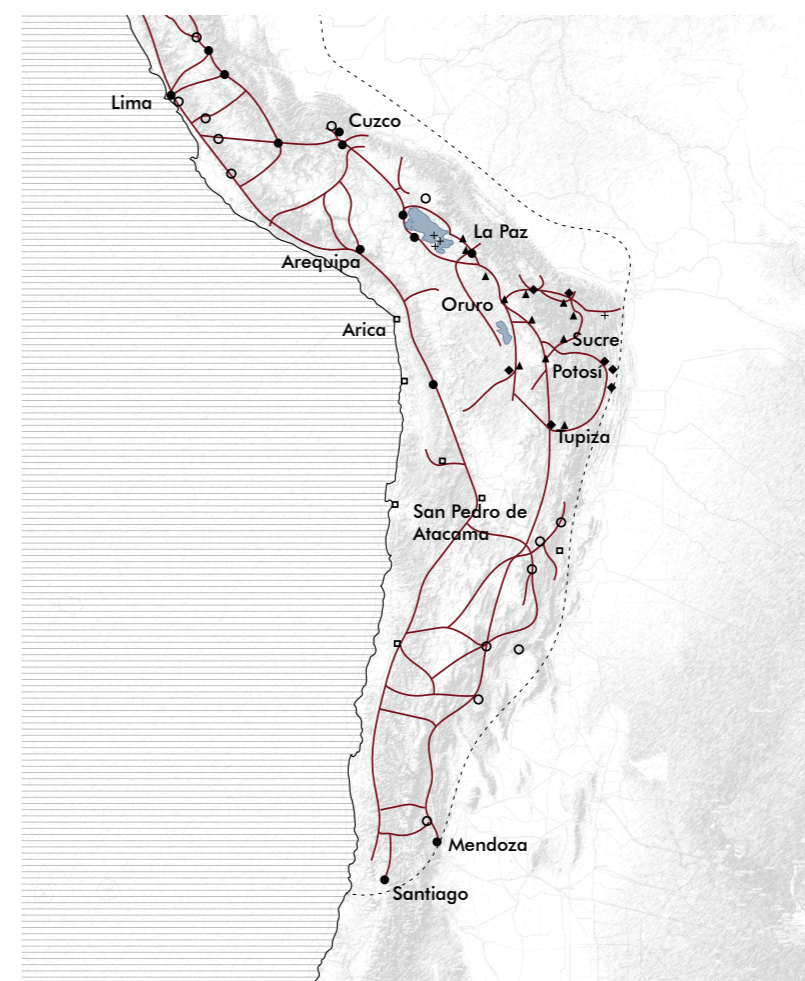 Lima
Cuzco
La Paz
Arequipa
Oruro
Arica
Sucre
Potosí
Tupiza
San Pedro de
Atacama
Mendoza
Santiago